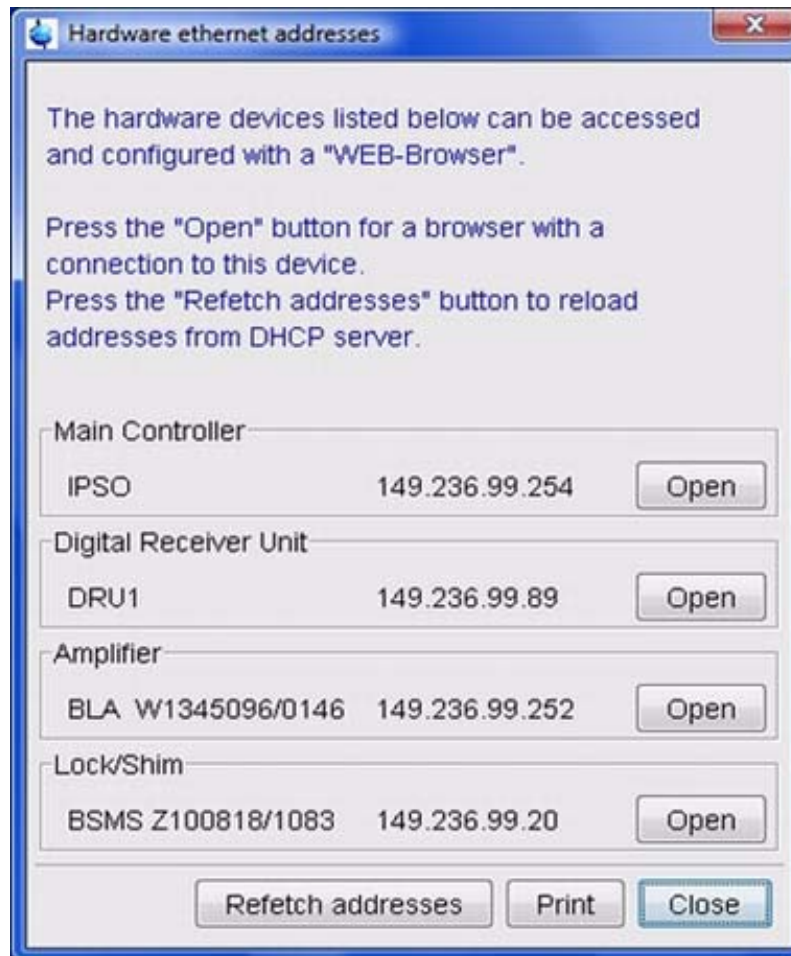 Hardware ethernet addresses
The hardware devices listed below can be accessed
and configured with a "WEB-Browser".
Press the "Open" button for a browser with a
connection to this device.
Press the "Refetch addresses" button to reload
addresses from DHCP server.
Main Controller
IPSO 149.236.99.254 Open
Digital Receiver Unit
DRU1 149.236.99.89 Open
Amplifier
BLA W1345096/0146 149.236.99.252 Open
Lock/Shim
BSMS Z100818/1083 149.236.99.20 Open
Refetch addresses Print Close